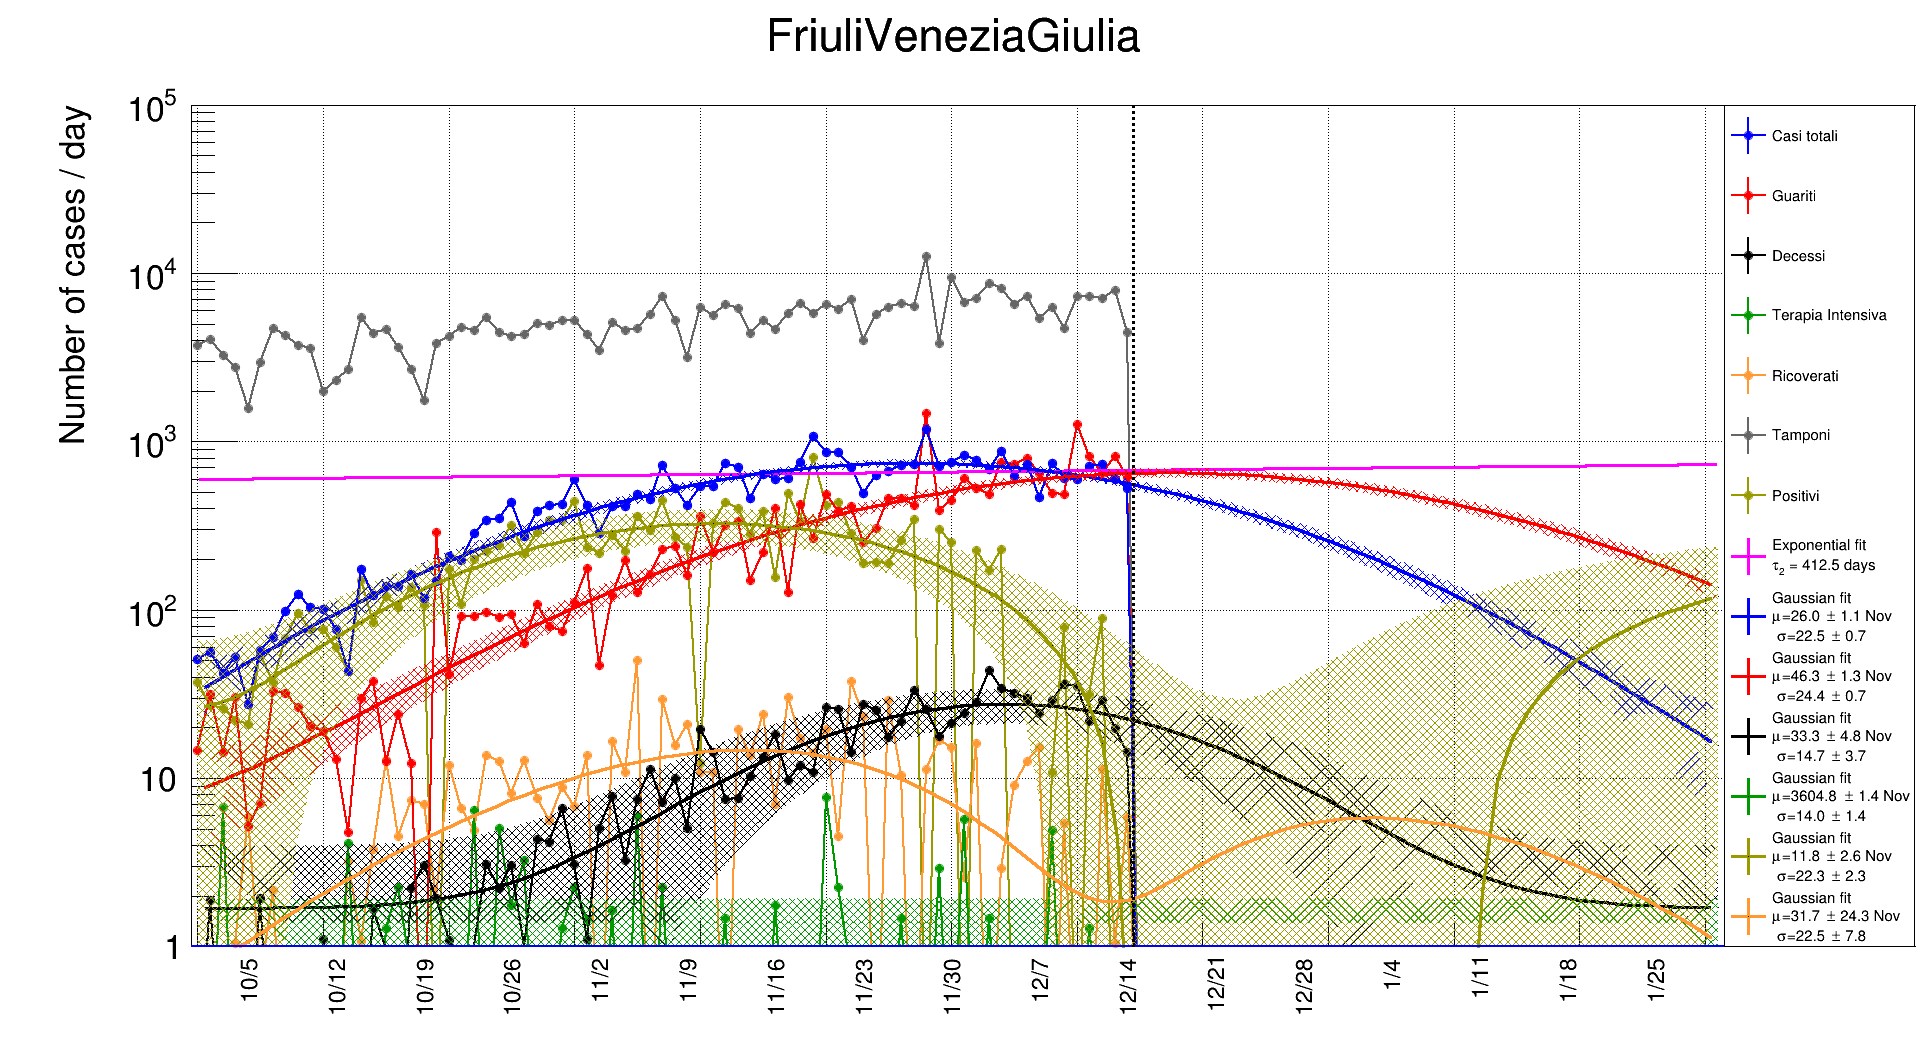 FriuliVeneziaGiulia
Number of cases / day
10^5
10^4
10^3
10^2
10
1
10/5
10/12
10/19
10/26
11/2
11/9
11/16
11/23
11/30
12/7
12/14
12/21
12/28
1/4
1/11
1/18
1/25
Casi totali
Guariti
Decessi
Terapia Intensiva
Ricoverati
Tamponi
Positivi
Exponential fit
τ₂ = 412.5 days
Gaussian fit
μ=26.0 ± 1.1 Nov
σ=22.5 ± 0.7
Gaussian fit
μ=46.3 ± 1.3 Nov
σ=24.4 ± 0.7
Gaussian fit
μ=33.3 ± 4.8 Nov
σ=14.7 ± 3.7
Gaussian fit
μ=3604.8 ± 1.4 Nov
σ=14.0 ± 1.4
Gaussian fit
μ=11.8 ± 2.6 Nov
σ=22.3 ± 2.3
Gaussian fit
μ=31.7 ± 24.3 Nov
σ=22.5 ± 7.8